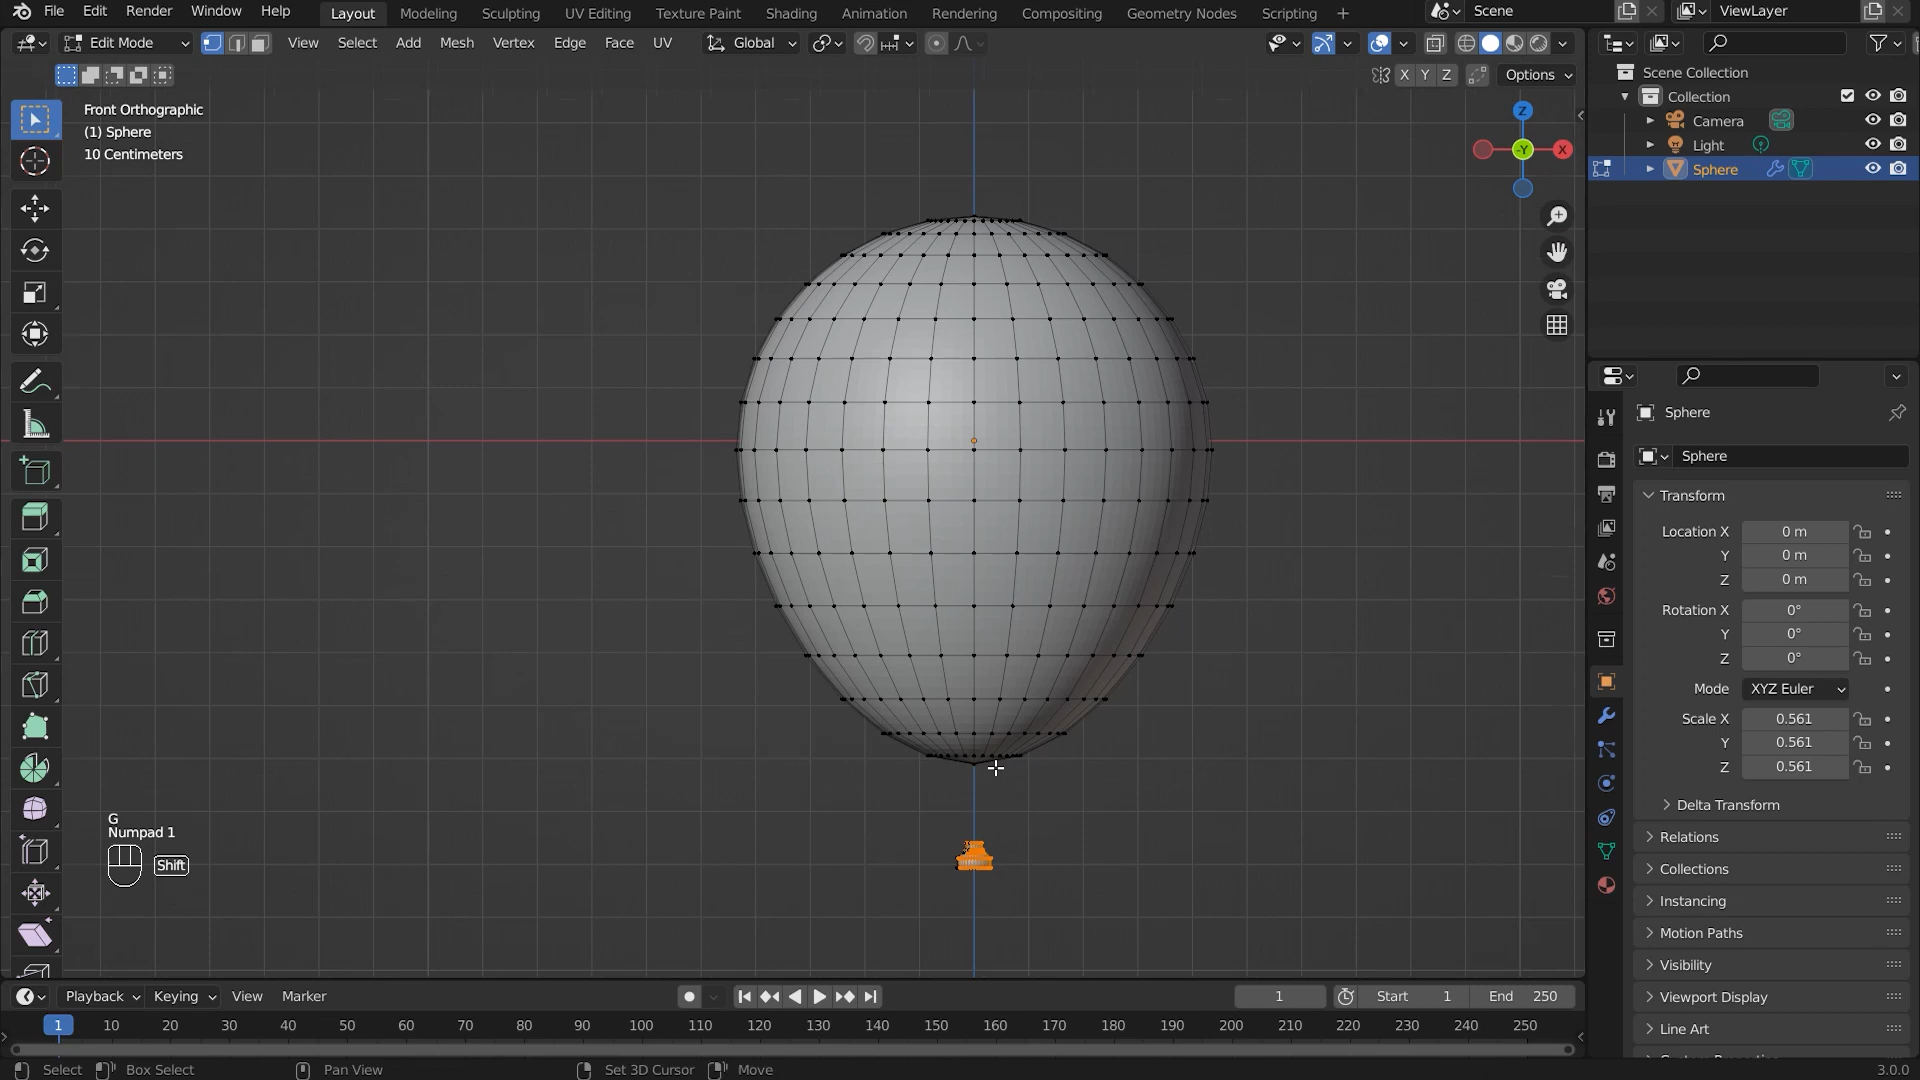 File Edit Render Window Help Layout Modeling Sculpting UV Editing Texture Paint Shading Animation Rendering Compositing Geometry Nodes Scripting + Scene ViewLayer
Edit Mode View Select Add Mesh Vertex Edge Face UV Global
X Y Z Options
Front Orthographic
(1) Sphere
10 Centimeters
Z
-Y
X
G
Numpad 1
Shift
Scene Collection
Collection
Camera
Light
Sphere
Sphere
Sphere
Transform
Location X 0 m
Y 0 m
Z 0 m
Rotation X 0°
Y 0°
Z 0°
Mode XYZ Euler
Scale X 0.561
Y 0.561
Z 0.561
Delta Transform
Relations
Collections
Instancing
Motion Paths
Visibility
Viewport Display
Line Art
Playback Keying View Marker 1 Start 1 End 250
1 10 20 30 40 50 60 70 80 90 100 110 120 130 140 150 160 170 180 190 200 210 220 230 240 250
Select Box Select Pan View Set 3D Cursor Move 3.0.0